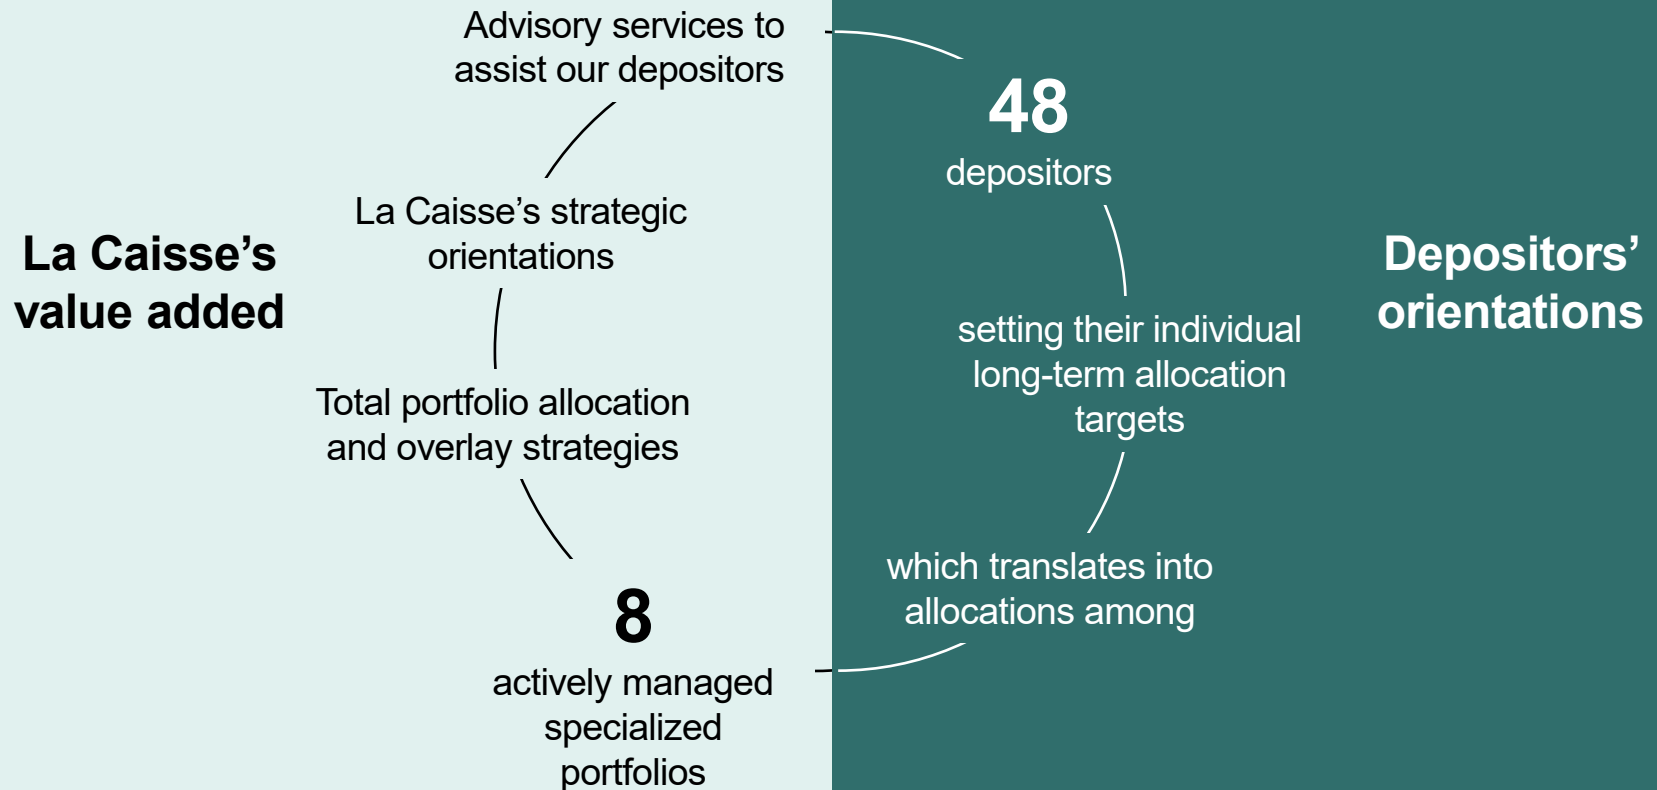 La Caisse’s
value added
Advisory services to
assist our depositors
La Caisse’s strategic
orientations
Total portfolio allocation
and overlay strategies
8
actively managed
specialized
portfolios
48
depositors
setting their individual
long-term allocation
targets
which translates into
allocations among
Depositors’
orientations